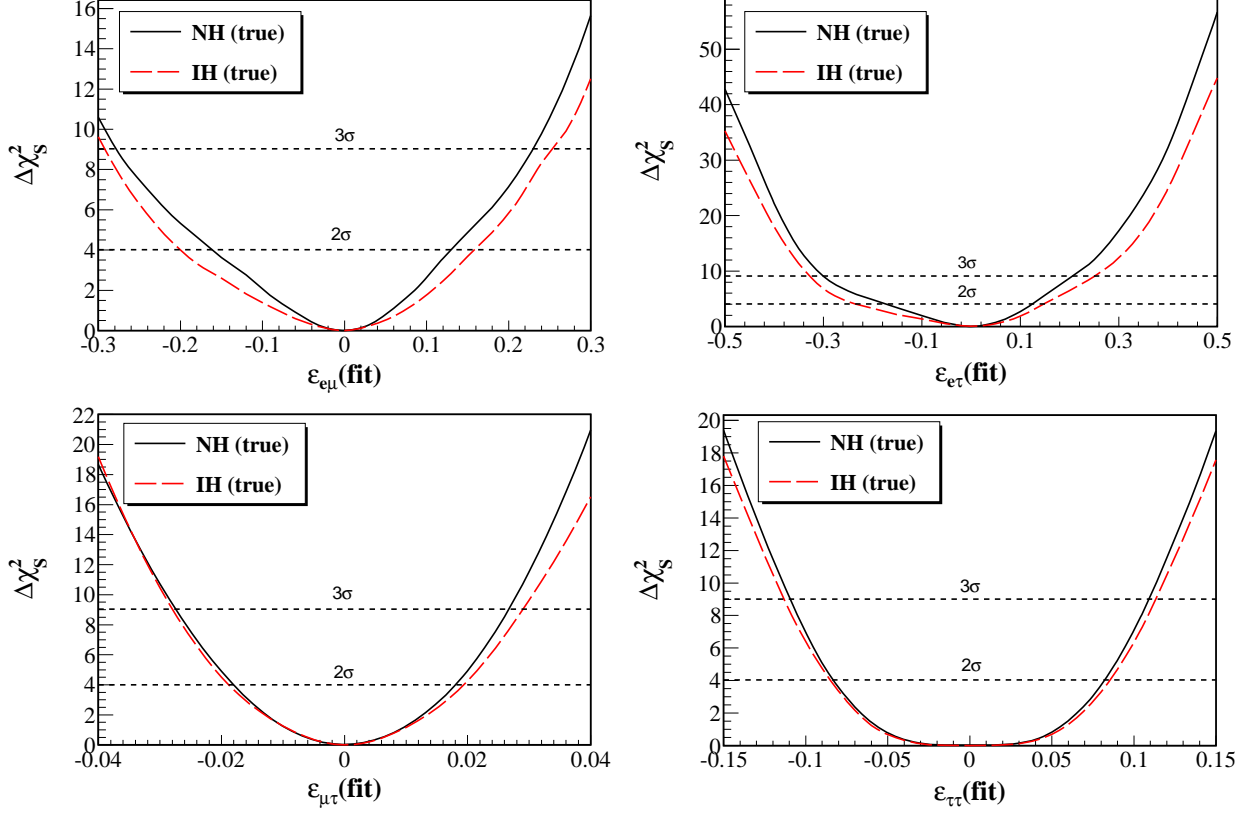 16
14
12
10
8
6
4
2
0
Δχ²S
NH (true)
IH (true)
3σ
2σ
-0.3 -0.2 -0.1 0 0.1 0.2 0.3
εeμ(fit)
50
40
30
20
10
0
Δχ²S
NH (true)
IH (true)
3σ
2σ
-0.5 -0.3 -0.1 0.1 0.3 0.5
εeτ(fit)
22
20
18
16
14
12
10
8
6
4
2
0
Δχ²S
NH (true)
IH (true)
3σ
2σ
-0.04 -0.02 0 0.02 0.04
εμτ(fit)
20
18
16
14
12
10
8
6
4
2
0
Δχ²S
NH (true)
IH (true)
3σ
2σ
-0.15 -0.1 -0.05 0 0.05 0.1 0.15
εττ(fit)